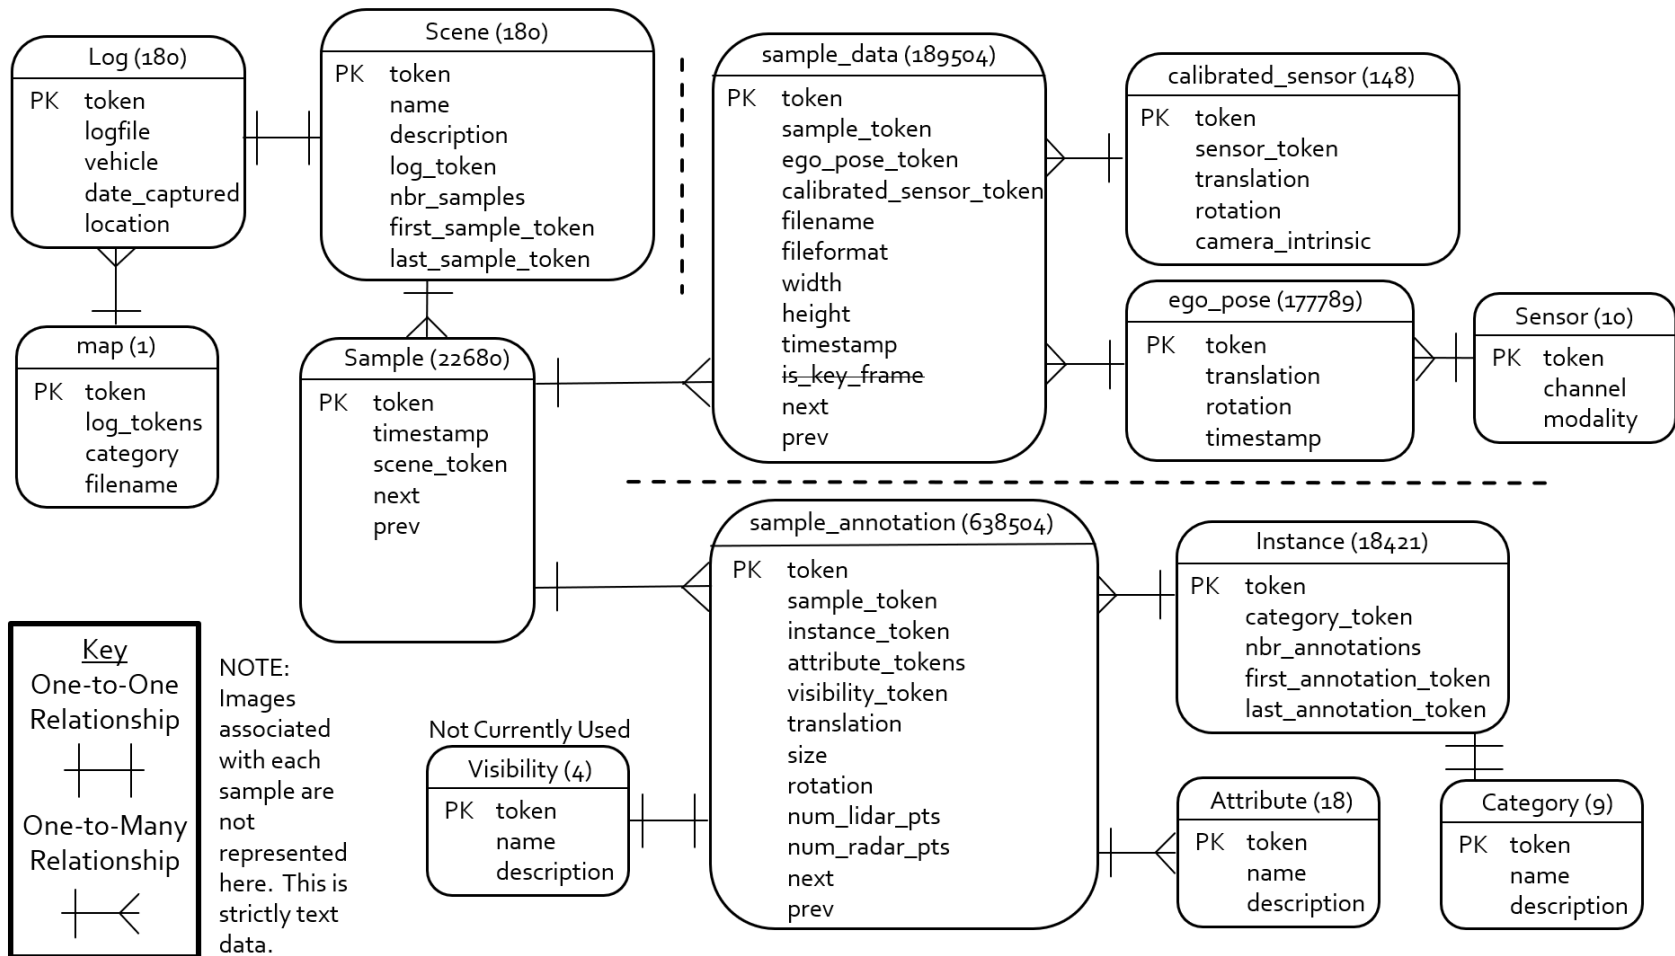 Log (180)
PK token
logfile
vehicle
date_captured
location
Scene (180)
PK token
name
description
log_token
nbr_samples
first_sample_token
last_sample_token
sample_data (189504)
PK token
sample_token
ego_pose_token
calibrated_sensor_token
filename
fileformat
width
height
timestamp
is_key_frame
next
prev
calibrated_sensor (148)
PK token
sensor_token
translation
rotation
camera_intrinsic
map (1)
PK token
log_tokens
category
filename
Sample (22680)
PK token
timestamp
scene_token
next
prev
ego_pose (177789)
PK token
translation
rotation
timestamp
Sensor (10)
PK token
channel
modality
sample_annotation (638504)
PK token
sample_token
instance_token
attribute_tokens
visibility_token
translation
size
rotation
num_lidar_pts
num_radar_pts
next
prev
Instance (18421)
PK token
category_token
nbr_annotations
first_annotation_token
last_annotation_token
Key
One-to-One
Relationship
One-to-Many
Relationship
NOTE:
Images
associated
with each
sample are
not
represented
here. This is
strictly text
data.
Not Currently Used
Visibility (4)
PK token
name
description
Attribute (18)
PK token
name
description
Category (9)
PK token
name
description